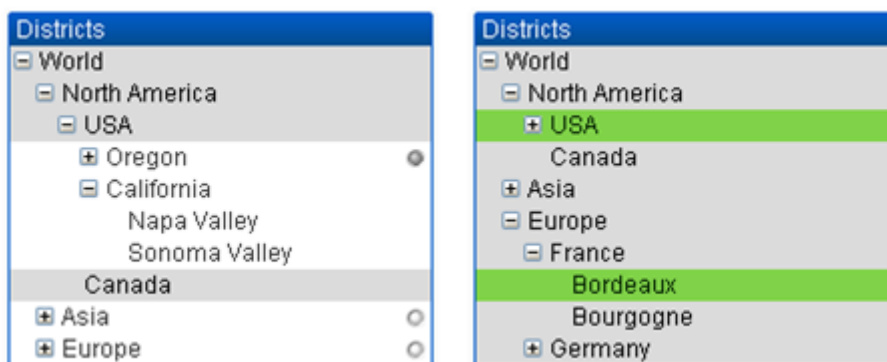 Districts
World
North America
USA
Oregon
California
Napa Valley
Sonoma Valley
Canada
Asia
Europe
Districts
World
North America
USA
Canada
Asia
Europe
France
Bordeaux
Bourgogne
Germany